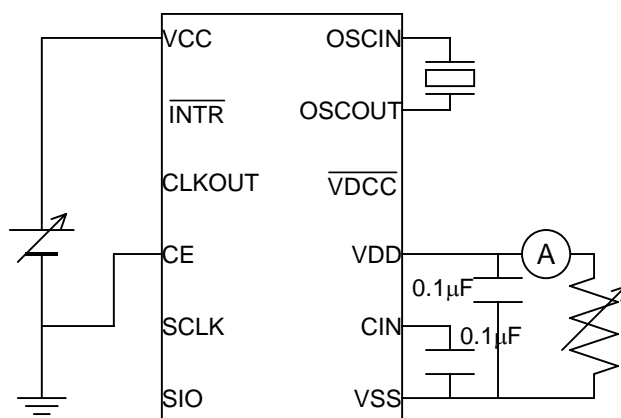 VCC
OSCIN
INTR
OSCOUT
CLKOUT
VDCC
CE
VDD
A
0.1μF
SCLK
CIN
0.1μF
SIO
VSS